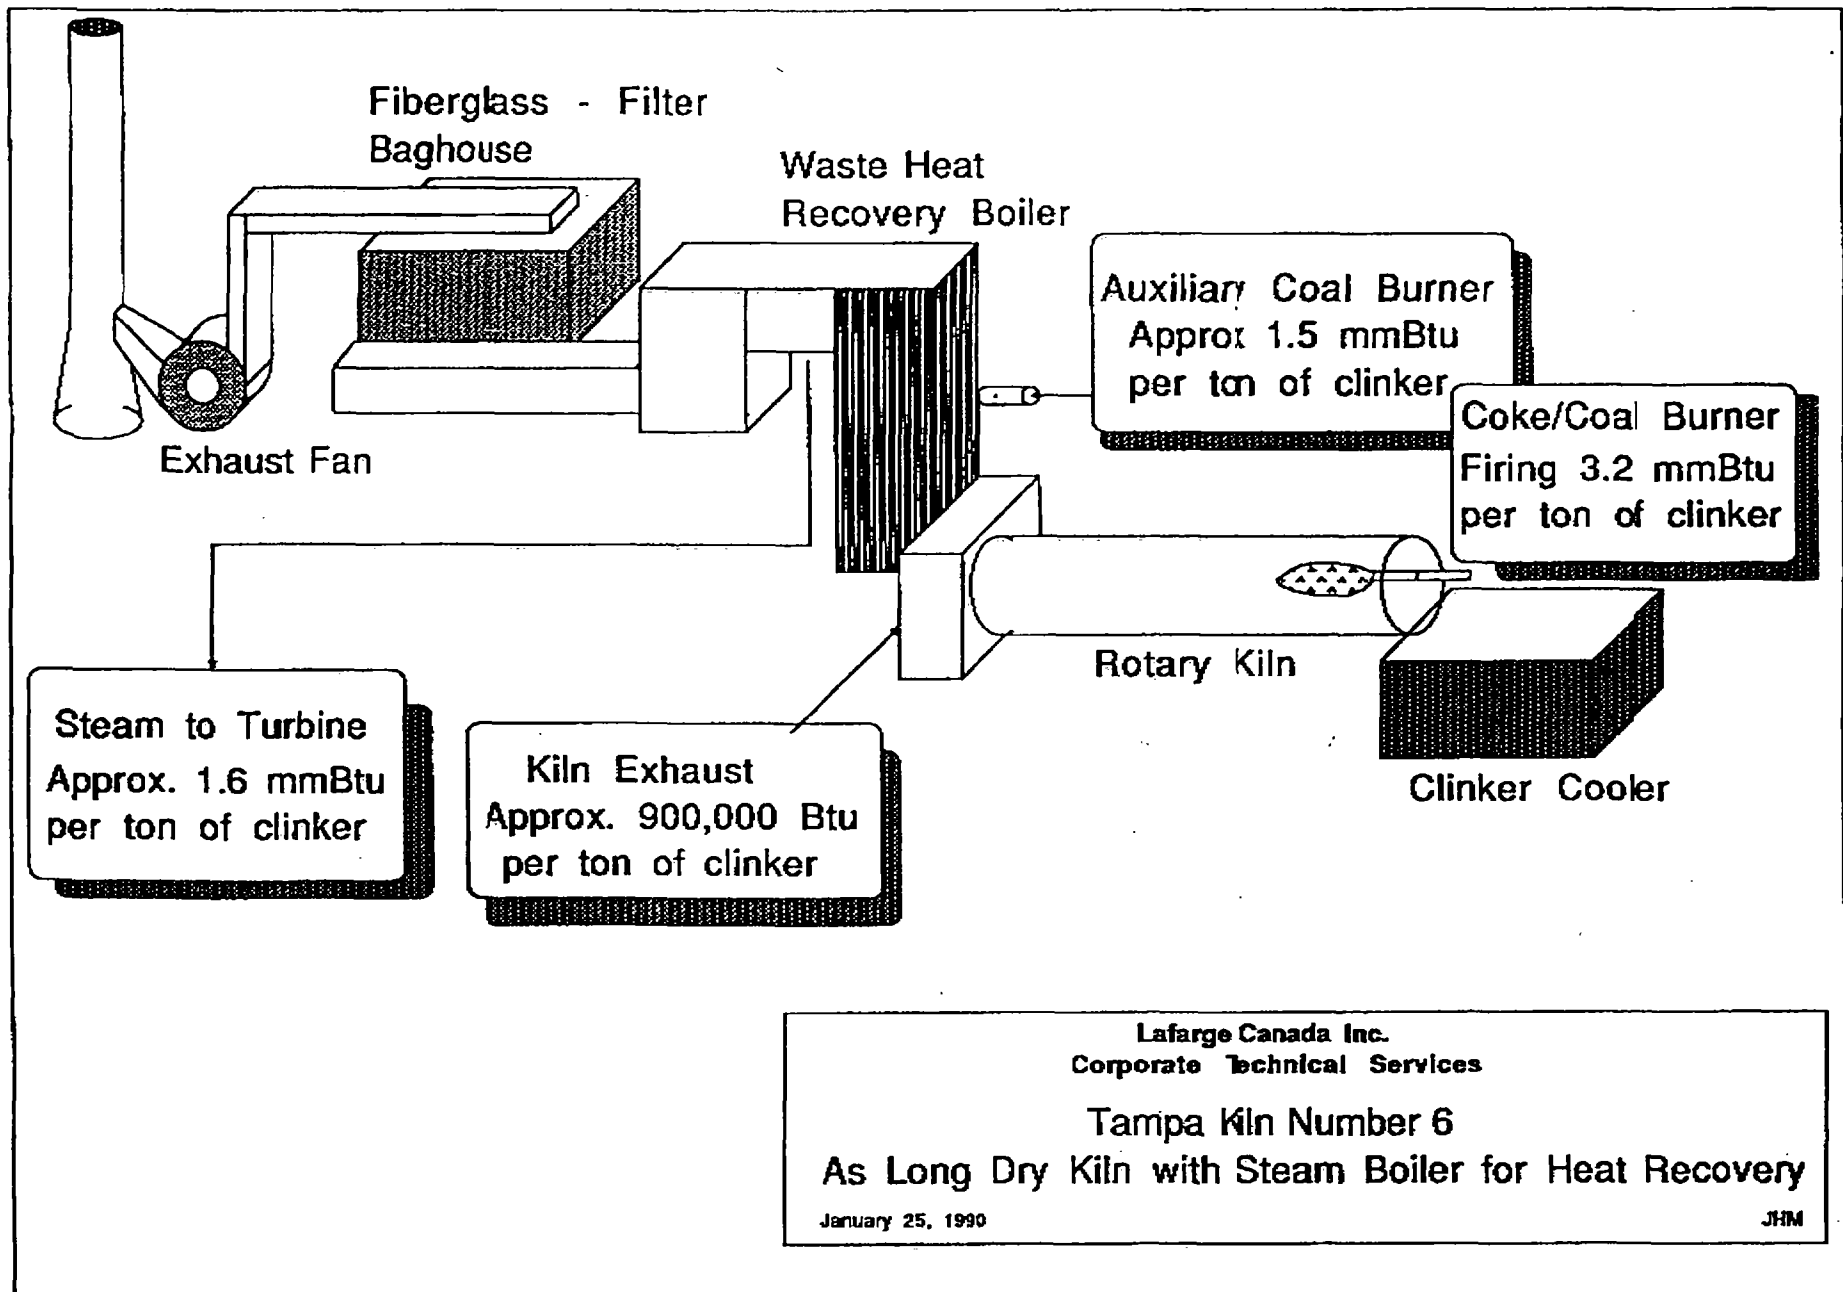 Fiberglass - Filter
Baghouse
Waste Heat
Recovery Boiler
Auxiliary Coal Burner
Approx 1.5 mmBtu
per ton of clinker
Coke/Coal Burner
Firing 3.2 mmBtu
per ton of clinker
Exhaust Fan
Rotary Kiln
Steam to Turbine
Approx. 1.6 mmBtu
per ton of clinker
Kiln Exhaust
Approx. 900,000 Btu
per ton of clinker
Clinker Cooler
Lafarge Canada Inc.
Corporate Technical Services
Tampa Kiln Number 6
As Long Dry Kiln with Steam Boiler for Heat Recovery
January 25, 1990
JHM